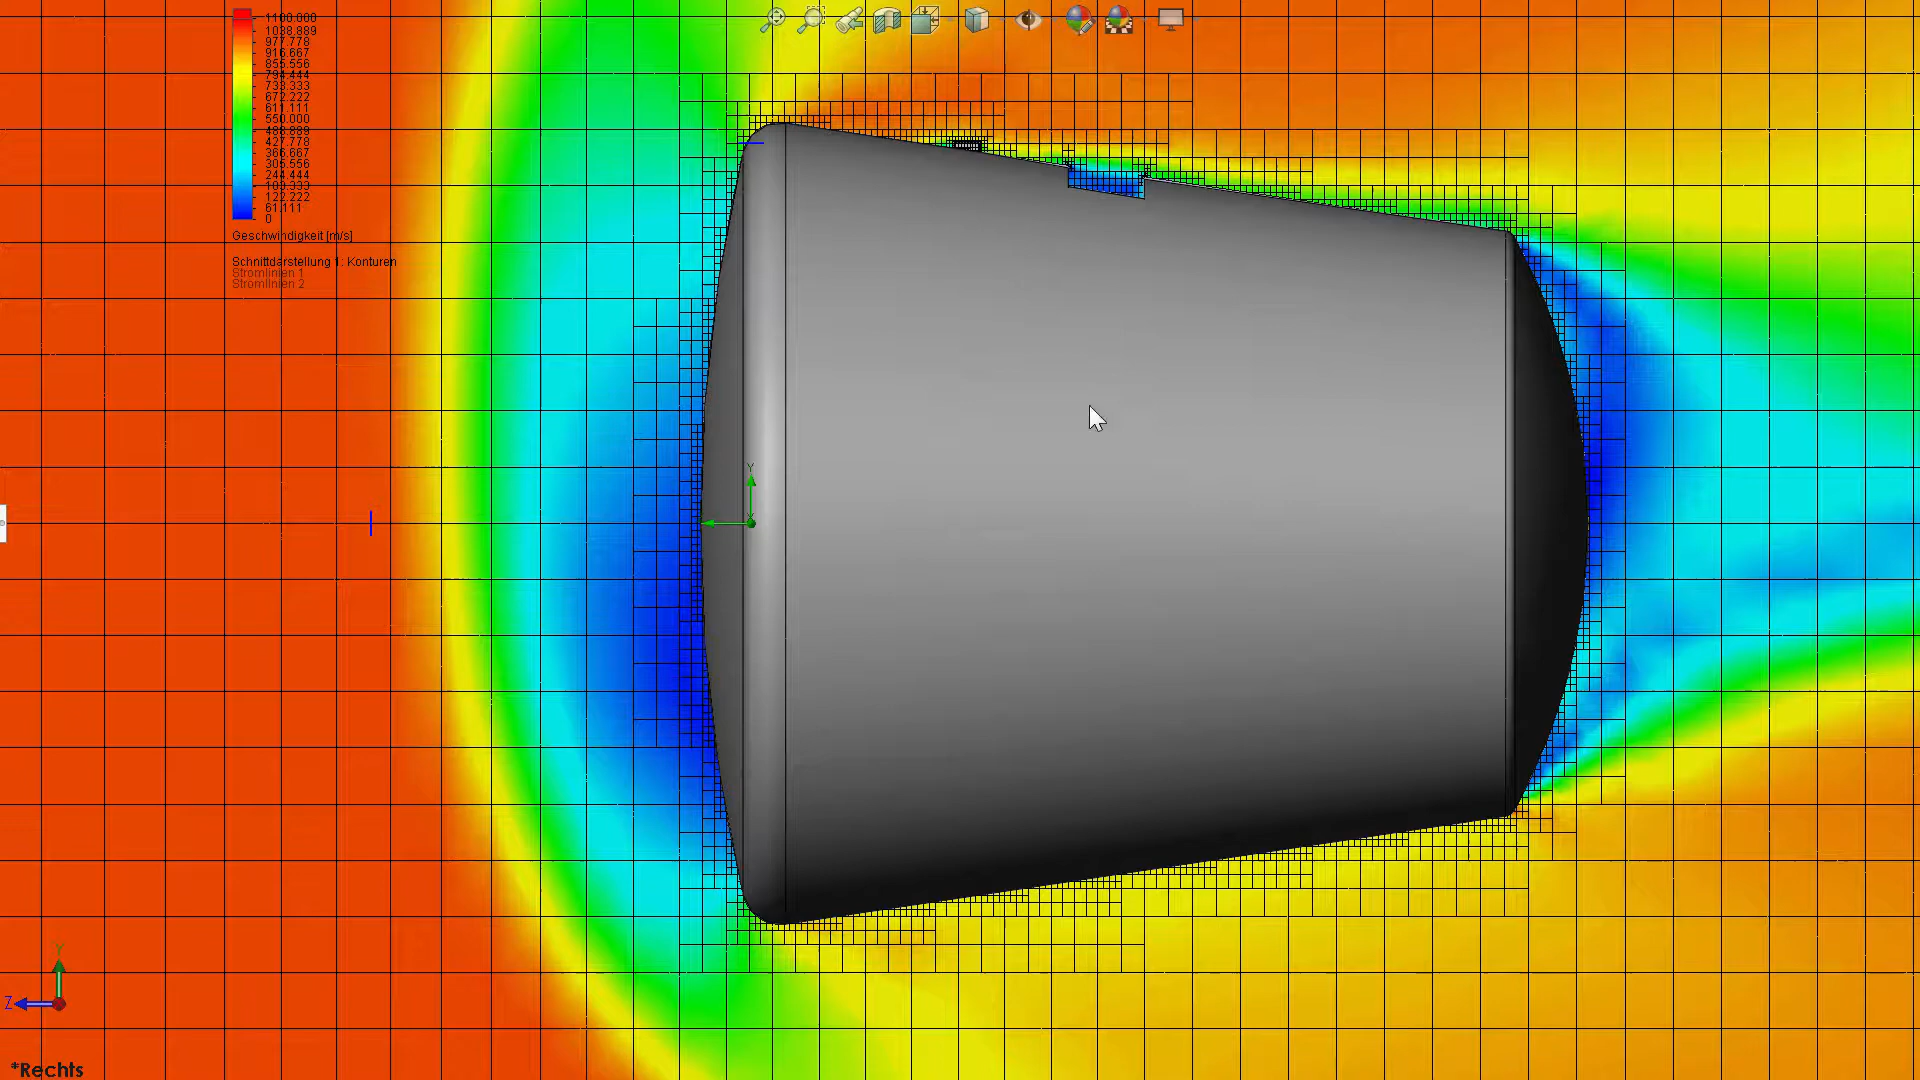 1100.000
1038.889
977.778
916.667
855.556
794.444
733.333
672.222
611.111
550.000
488.889
427.778
366.667
305.556
244.444
183.333
122.222
61.111
0
Geschwindigkeit [m/s]
Schnittdarstellung 1: Konturen
Stromlinien 1
Stromlinien 2
Y
Y
Z
*Rechts